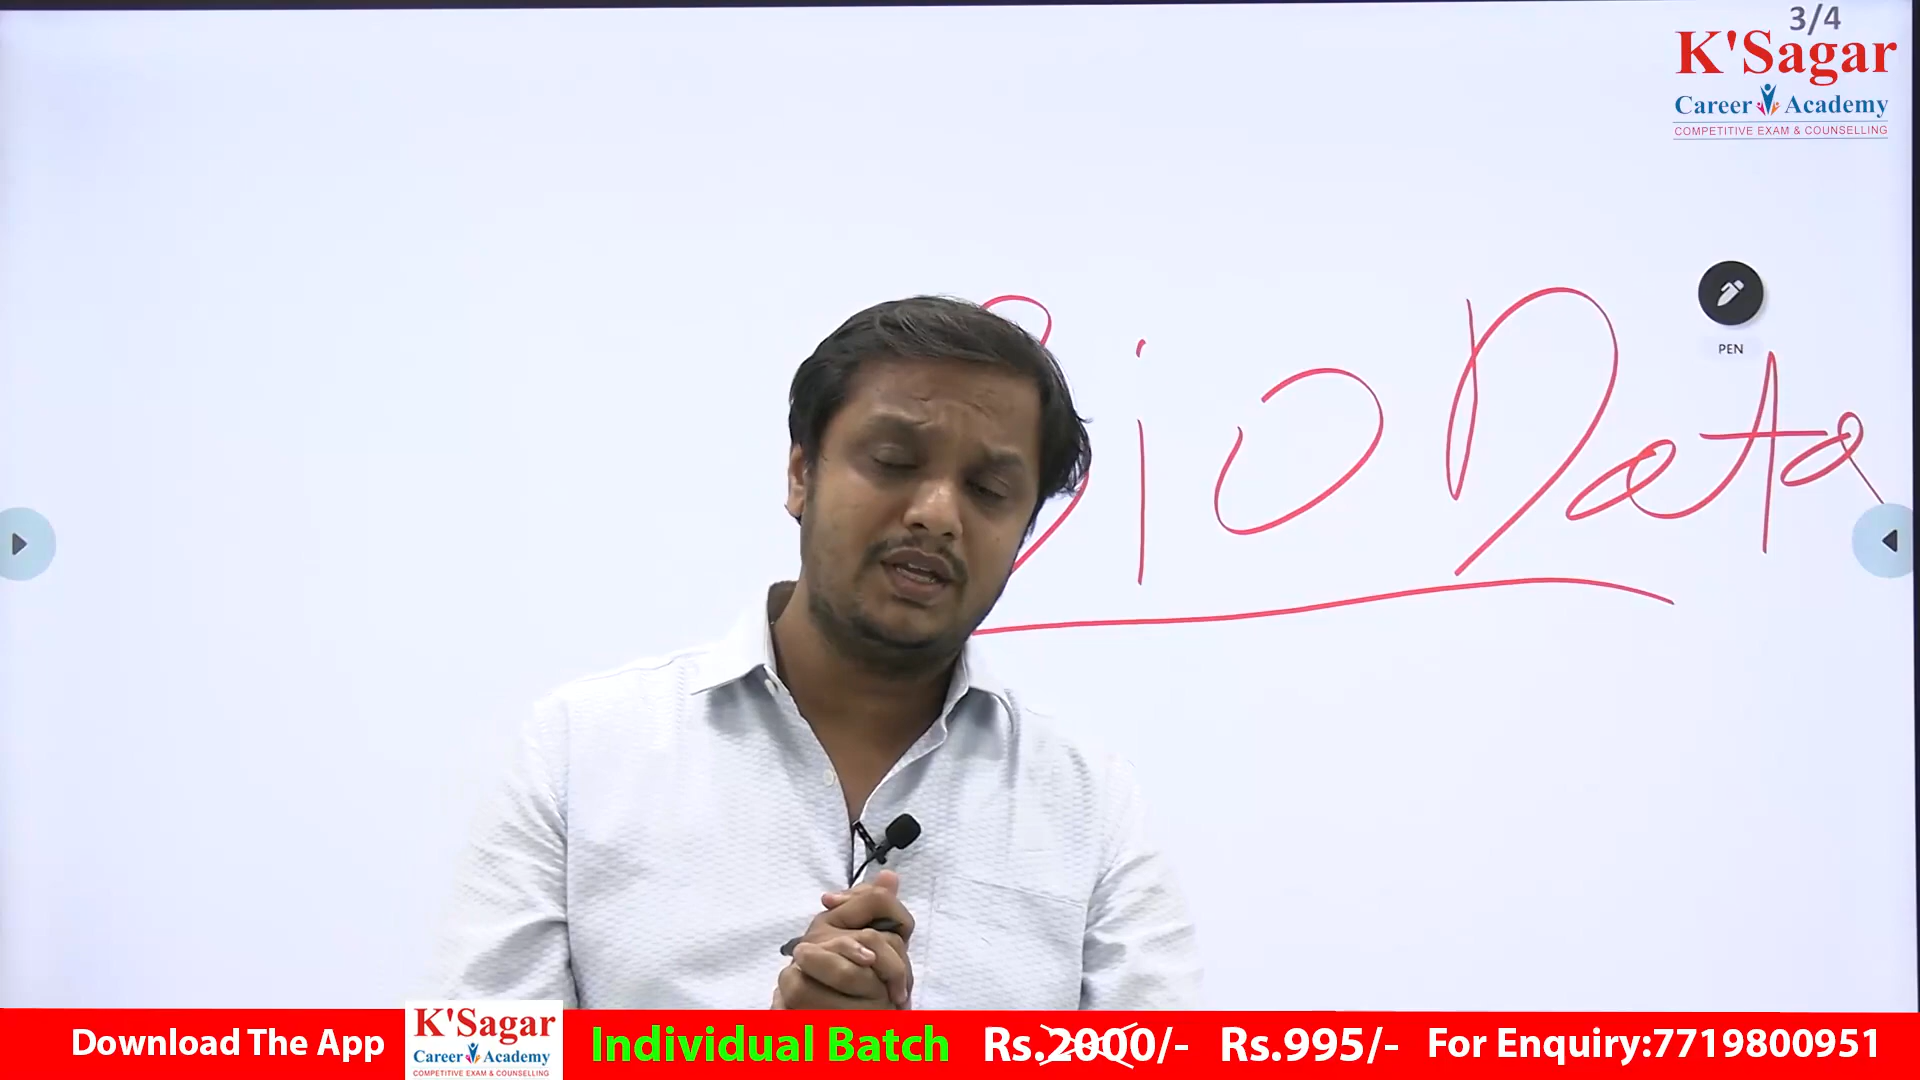 3/4
K'Sagar
Career Academy
COMPETITIVE EXAM & COUNSELLING
PEN
Bio Data
Download The App
K'Sagar
Career Academy
COMPETITIVE EXAM & COUNSELLING
Individual Batch
Rs.2000/-
Rs.995/-
For Enquiry:7719800951